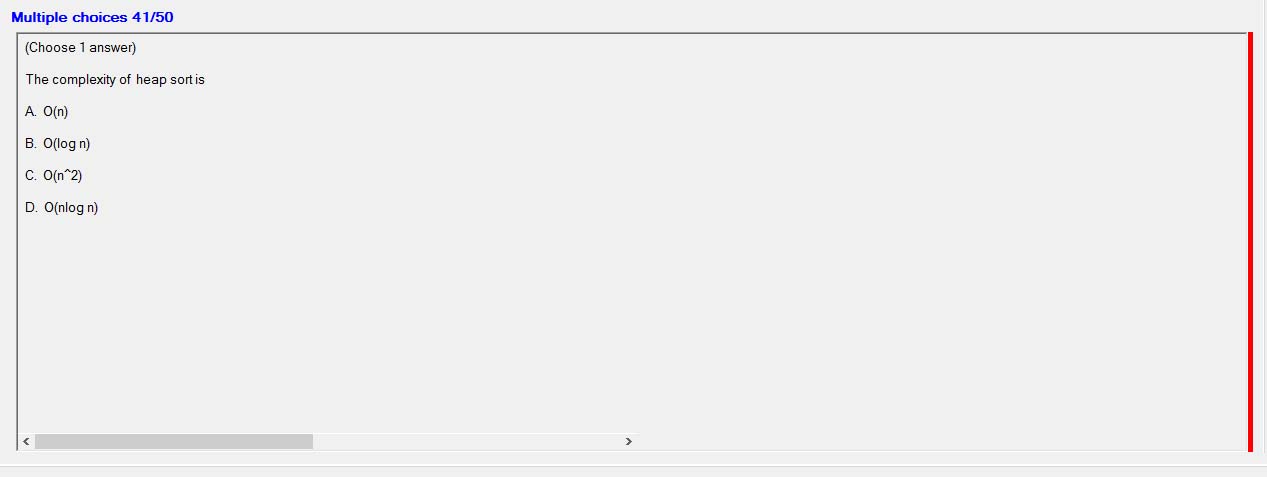 Multiple choices 41/50
(Choose 1 answer)
The complexity of heap sort is
A. O(n)
B. O(log n)
C. O(n^2)
D. O(nlog n)